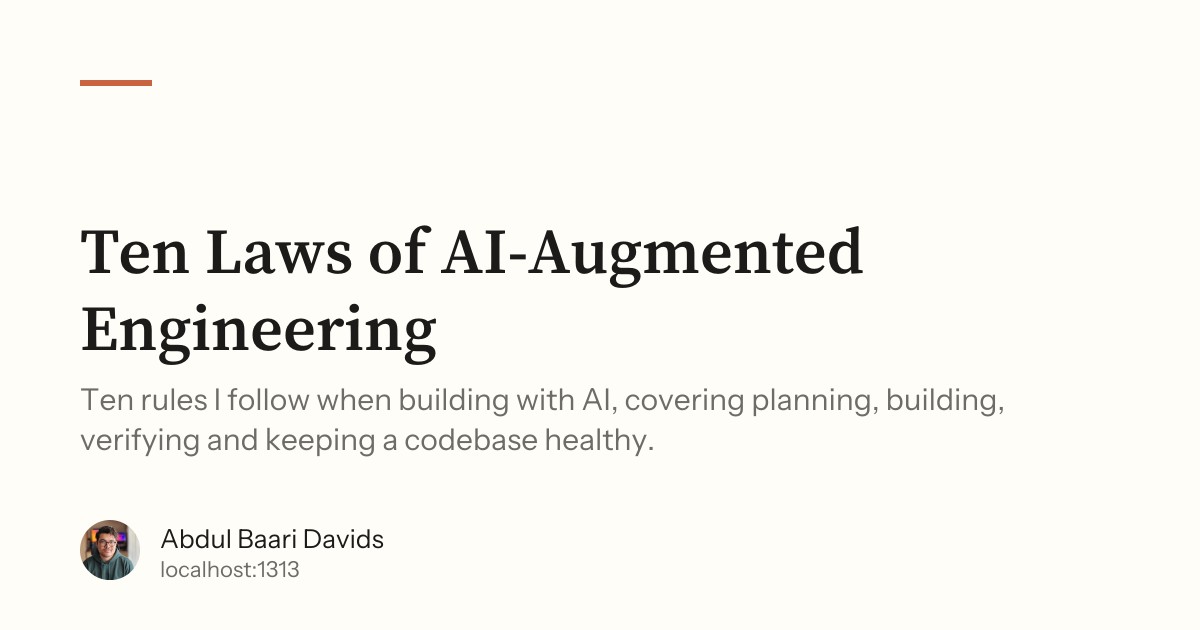 Ten Laws of AI-Augmented
Engineering
Ten rules I follow when building with AI, covering planning, building,
verifying and keeping a codebase healthy.
Abdul Baari Davids
localhost:1313